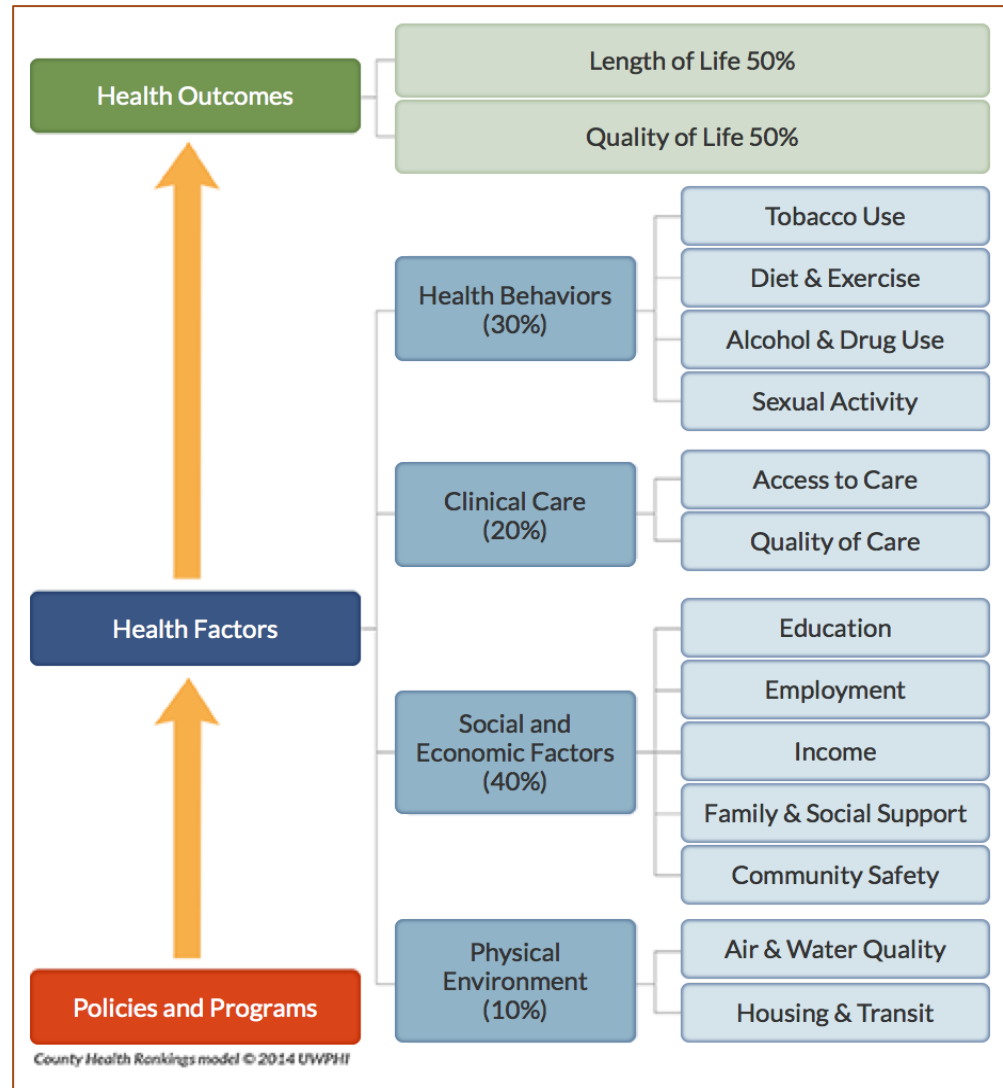 Health Outcomes
Length of Life 50%
Quality of Life 50%
Health Factors
Health Behaviors
(30%)
Tobacco Use
Diet & Exercise
Alcohol & Drug Use
Sexual Activity
Clinical Care
(20%)
Access to Care
Quality of Care
Social and
Economic Factors
(40%)
Education
Employment
Income
Family & Social Support
Community Safety
Physical
Environment
(10%)
Air & Water Quality
Housing & Transit
Policies and Programs
County Health Rankings model © 2014 UWPHI